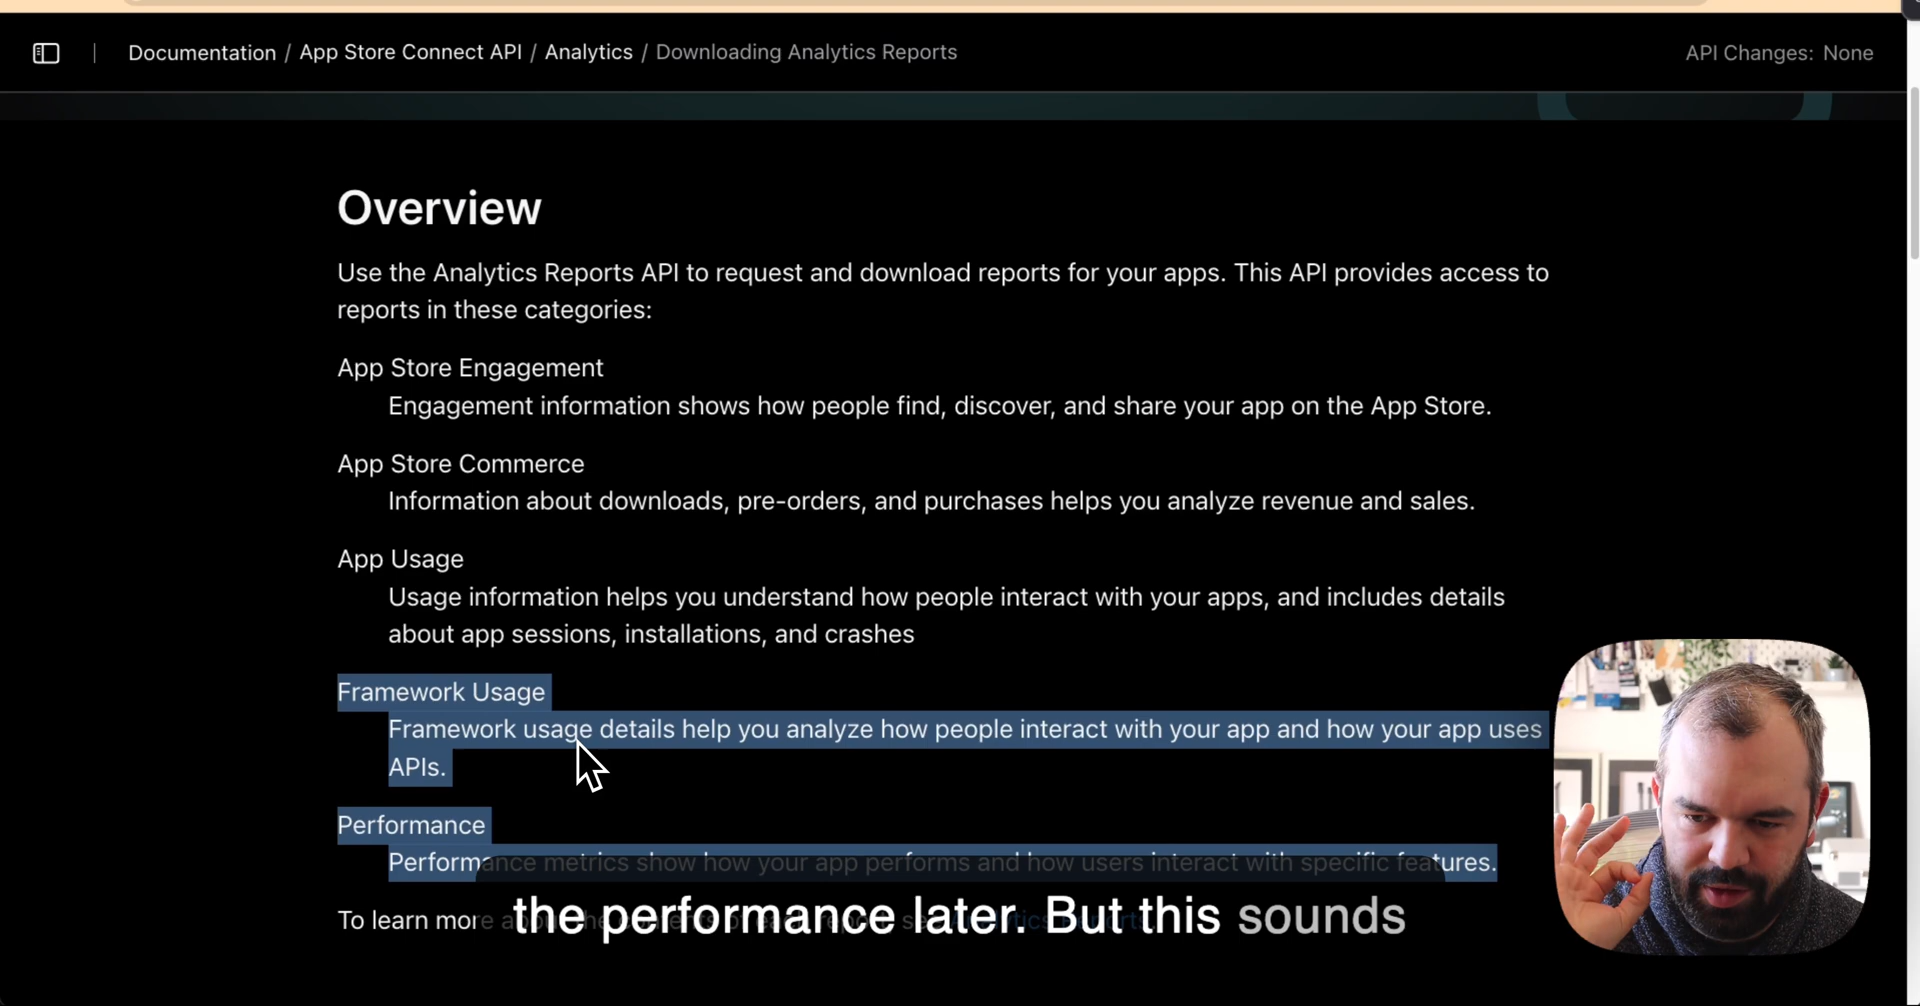 Documentation / App Store Connect API / Analytics / Downloading Analytics Reports
API Changes: None
Overview
Use the Analytics Reports API to request and download reports for your apps. This API provides access to
reports in these categories:
App Store Engagement
Engagement information shows how people find, discover, and share your app on the App Store.
App Store Commerce
Information about downloads, pre-orders, and purchases helps you analyze revenue and sales.
App Usage
Usage information helps you understand how people interact with your apps, and includes details
about app sessions, installations, and crashes
Framework Usage
Framework usage details help you analyze how people interact with your app and how your app uses
APIs.
Performance
Performance metrics show how your app performs and how users interact with specific features.
To learn more
the performance later. But this sounds